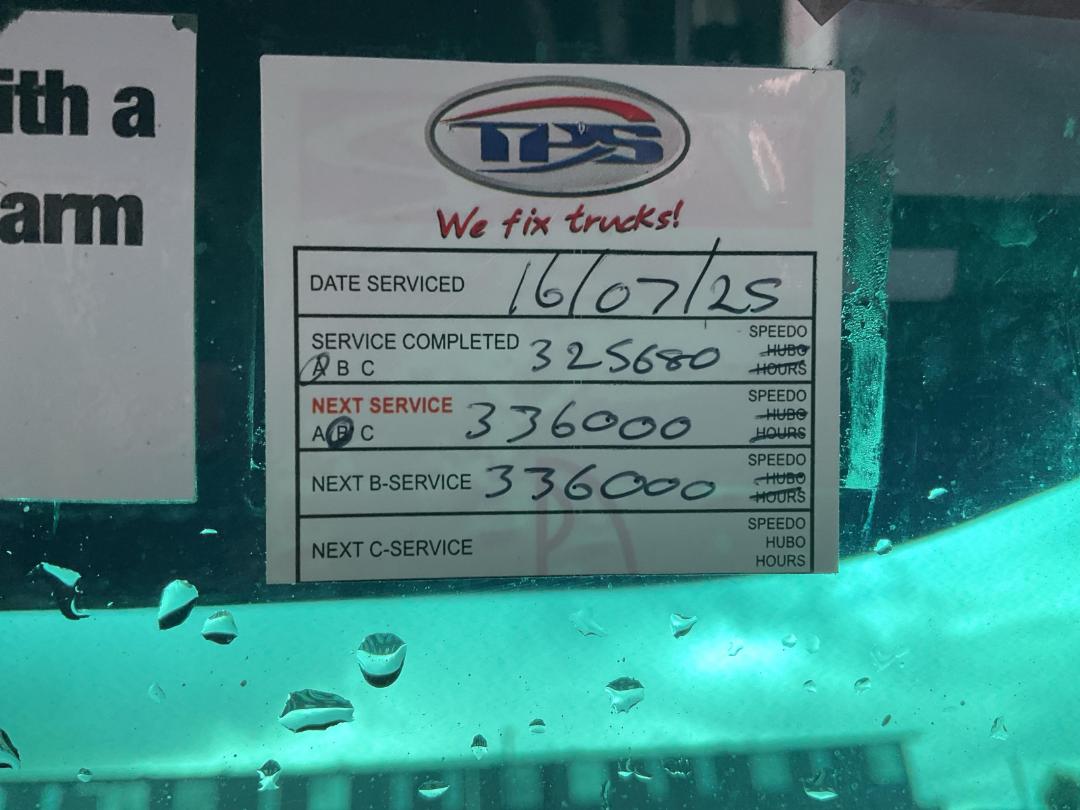 ith a
arm
TPS
We fix trucks!
DATE SERVICED 16/07/25
SERVICE COMPLETED 325680 SPEEDO
HUBO
A B C HOURS
NEXT SERVICE 336000 SPEEDO
HUBO
A B C HOURS
NEXT B-SERVICE 336000 SPEEDO
HUBO
HOURS
NEXT C-SERVICE SPEEDO
HUBO
HOURS